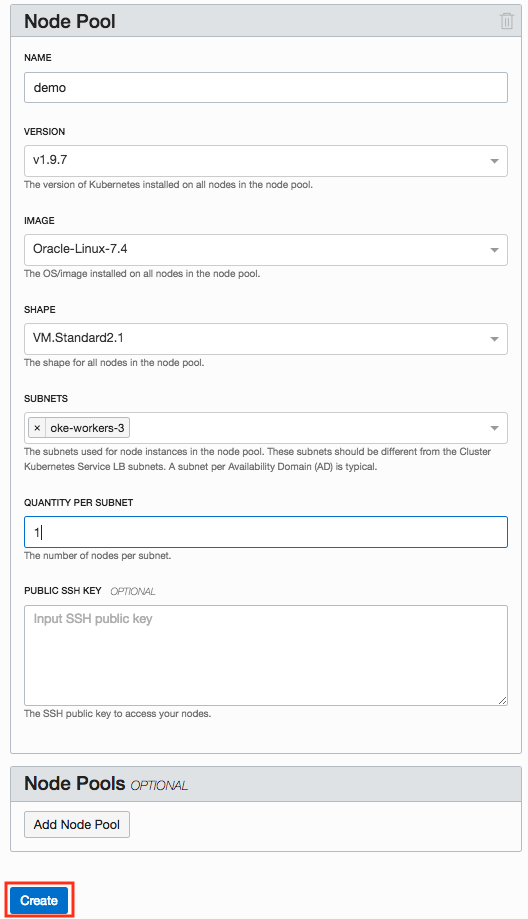 Node Pool
NAME
demo
VERSION
v1.9.7
The version of Kubernetes installed on all nodes in the node pool.
IMAGE
Oracle-Linux-7.4
The OS/image installed on all nodes in the node pool.
SHAPE
VM.Standard2.1
The shape for all nodes in the node pool.
SUBNETS
× oke-workers-3
The subnets used for node instances in the node pool. These subnets should be different from the Cluster
Kubernetes Service LB subnets. A subnet per Availability Domain (AD) is typical.
QUANTITY PER SUBNET
1
The number of nodes per subnet.
PUBLIC SSH KEY OPTIONAL
Input SSH public key
The SSH public key to access your nodes.
Node Pools OPTIONAL
Add Node Pool
Create